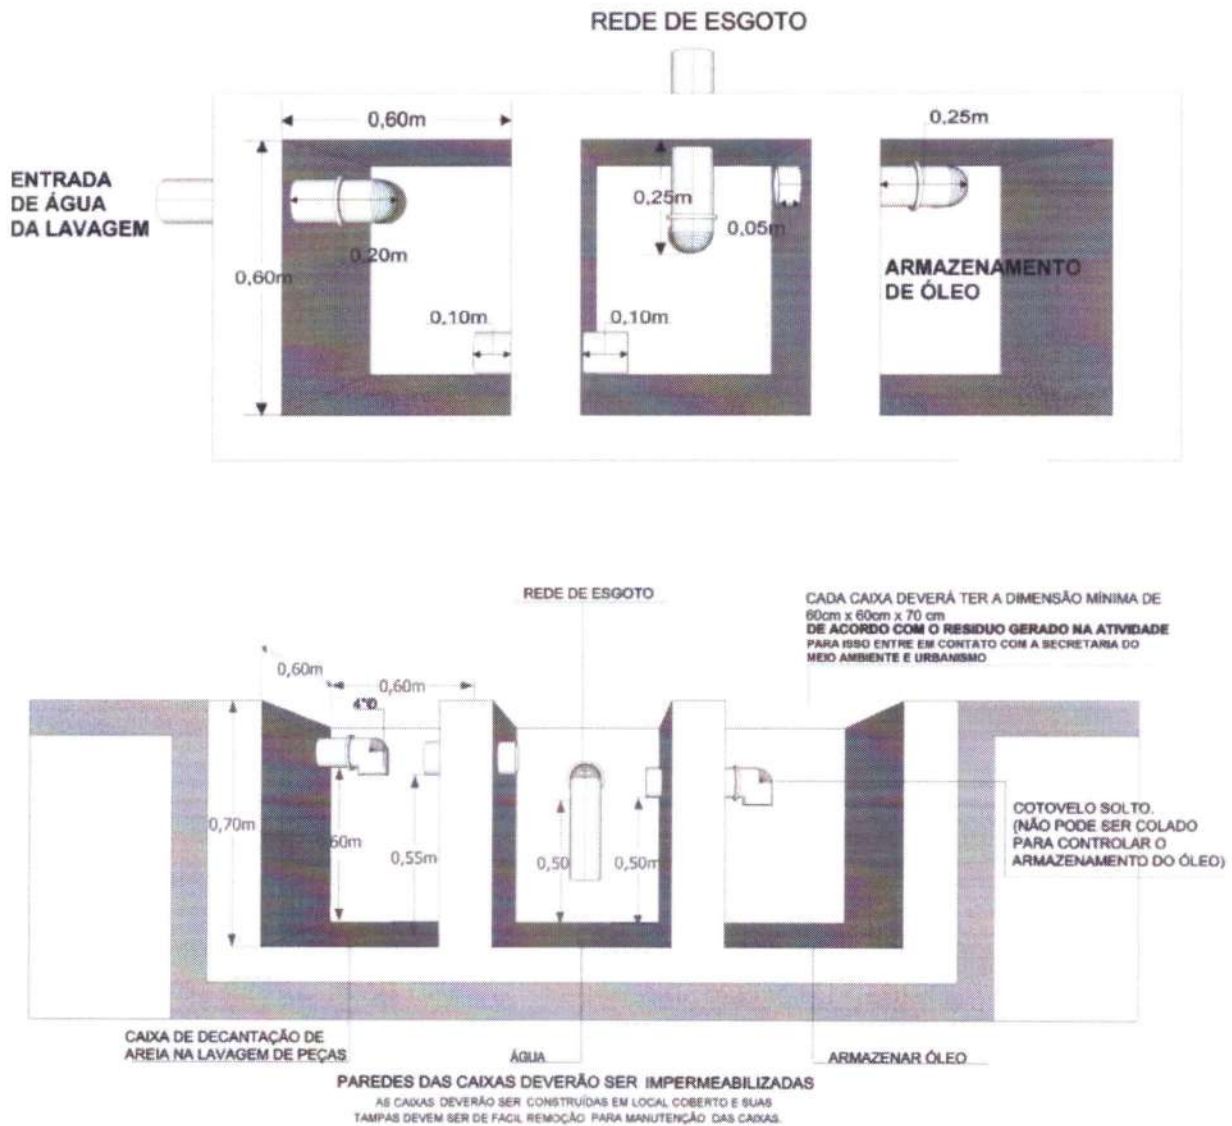 REDE DE ESGOTO
0,60m
0,25m
ENTRADA
DE ÁGUA
DA LAVAGEM
0,25m
0,05m
0,20m
0,60m
ARMAZENAMENTO
DE ÓLEO
0,10m
0,10m
REDE DE ESGOTO
CADA CAIXA DEVERÁ TER A DIMENSÃO MÍNIMA DE
60cm x 60cm x 70 cm
DE ACORDO COM O RESIDUO GERADO NA ATIVIDADE
PARA ISSO ENTRE EM CONTATO COM A SECRETARIA DO
MEIO AMBIENTE E URBANISMO
0,60m
0,60m
0,70m
60m
0,55m
0,50
0,50m
COTOVELO SOLTO.
(NÃO PODE SER COLADO
PARA CONTROLAR O
ARMAZENAMENTO DO ÓLEO)
CAIXA DE DECANTAÇÃO DE
AREIA NA LAVAGEM DE PEÇAS
ÁGUA
ARMAZENAR ÓLEO
PAREDES DAS CAIXAS DEVERÃO SER IMPERMEABILIZADAS
AS CAIXAS DEVERÃO SER CONSTRUÍDAS EM LOCAL COBERTO E SUAS
TAMPAS DEVEM SER DE FACIL REMOÇÃO PARA MANUTENÇÃO DAS CAIXAS.